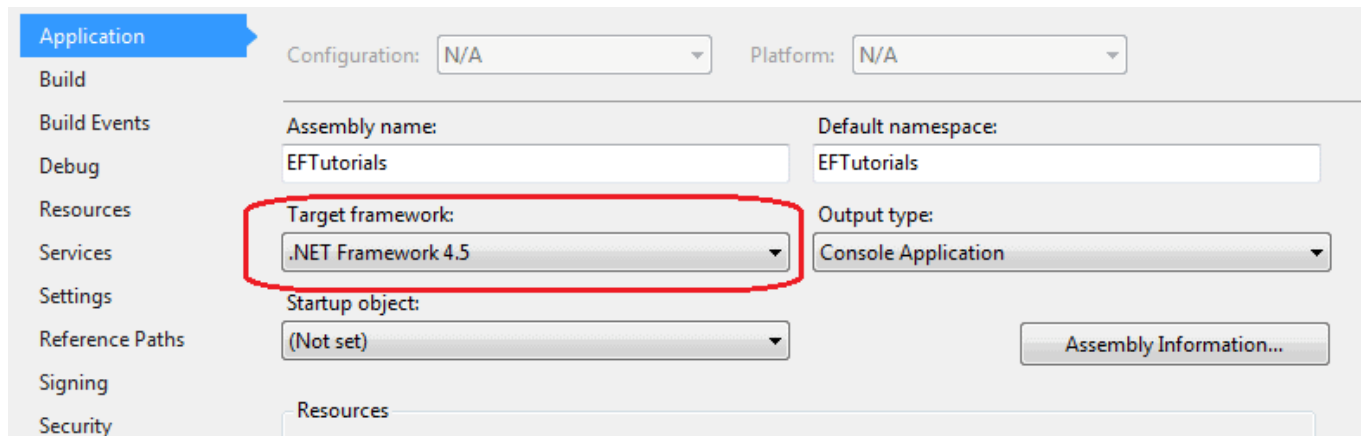 Application
Build
Build Events
Debug
Resources
Services
Settings
Reference Paths
Signing
Security
Configuration: N/A Platform: N/A
Assembly name: Default namespace:
EFTutorials EFTutorials
Target framework: Output type:
.NET Framework 4.5 Console Application
Startup object:
(Not set) Assembly Information...
Resources